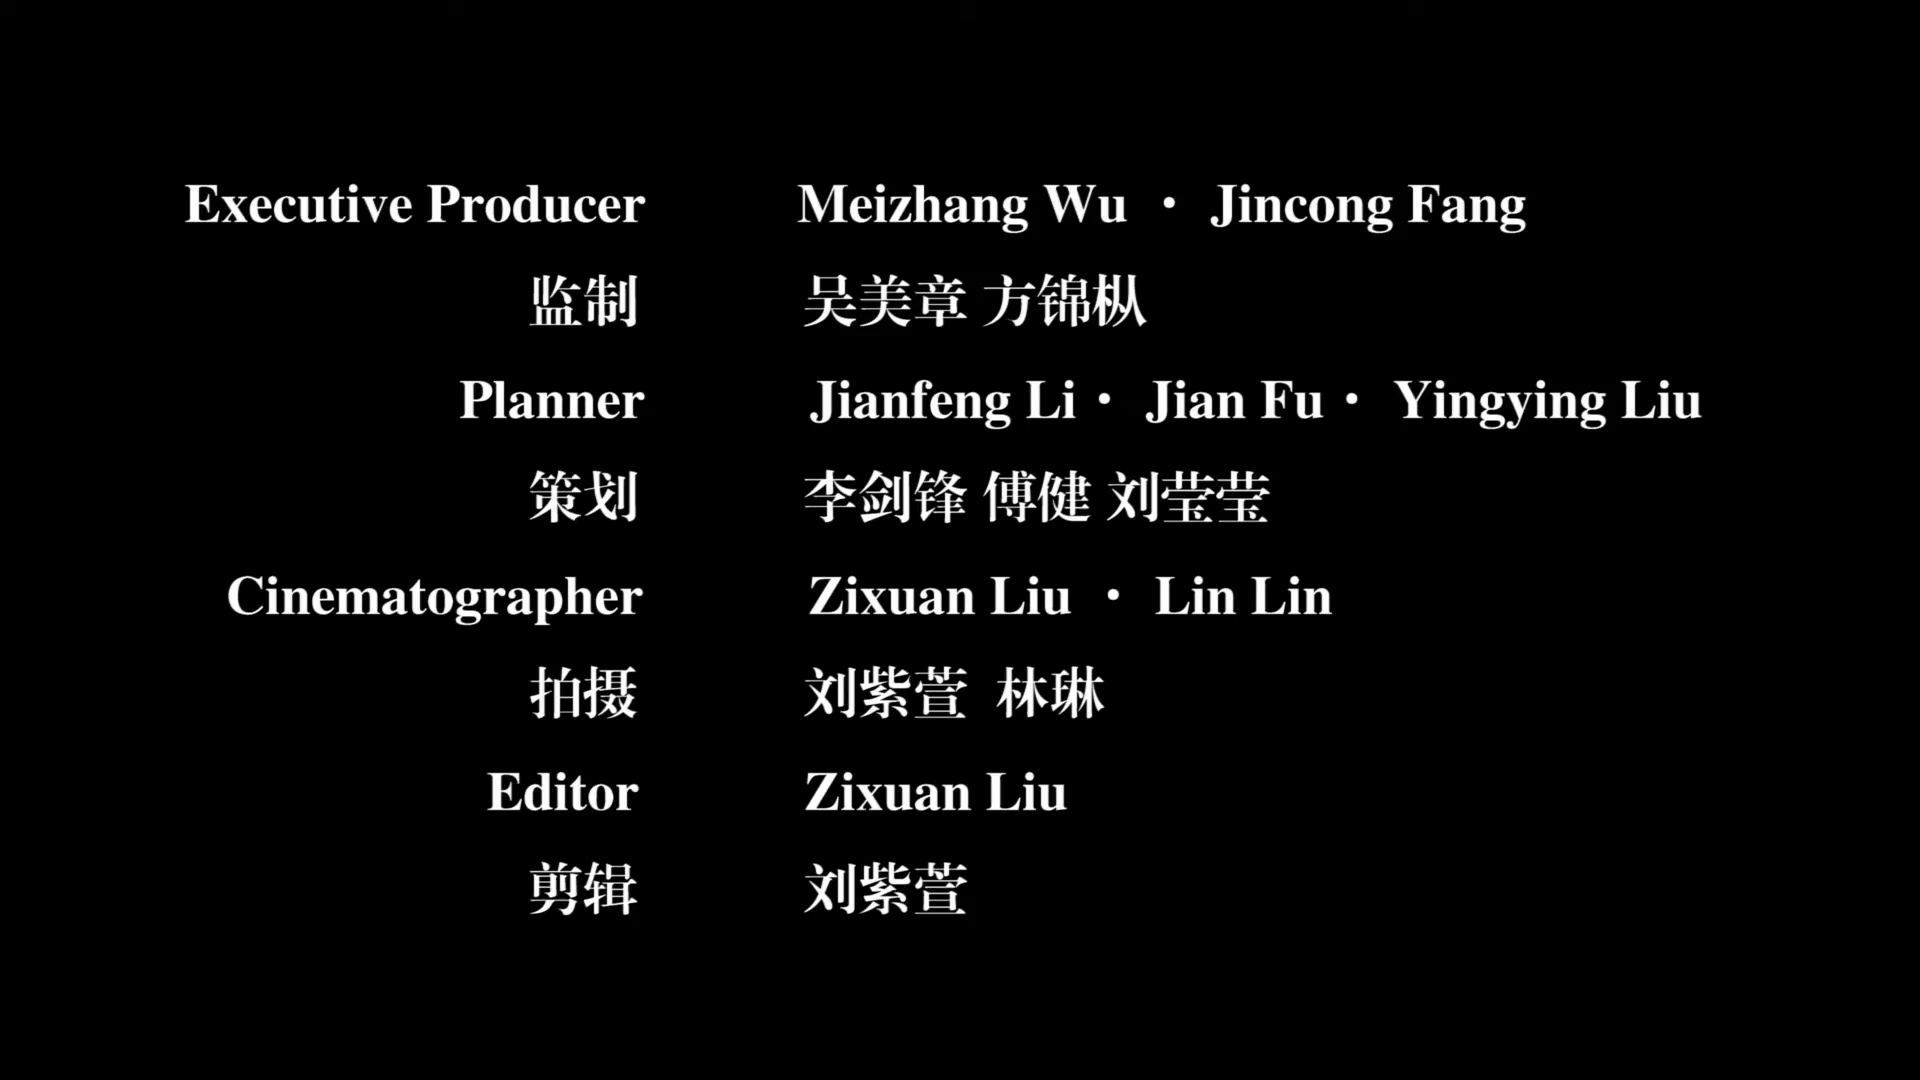 Executive Producer Meizhang Wu · Jincong Fang
监制 吴美章 方锦枞
Planner Jianfeng Li · Jian Fu · Yingying Liu
策划 李剑锋 傅健 刘莹莹
Cinematographer Zixuan Liu · Lin Lin
拍摄 刘紫萱 林琳
Editor Zixuan Liu
剪辑 刘紫萱